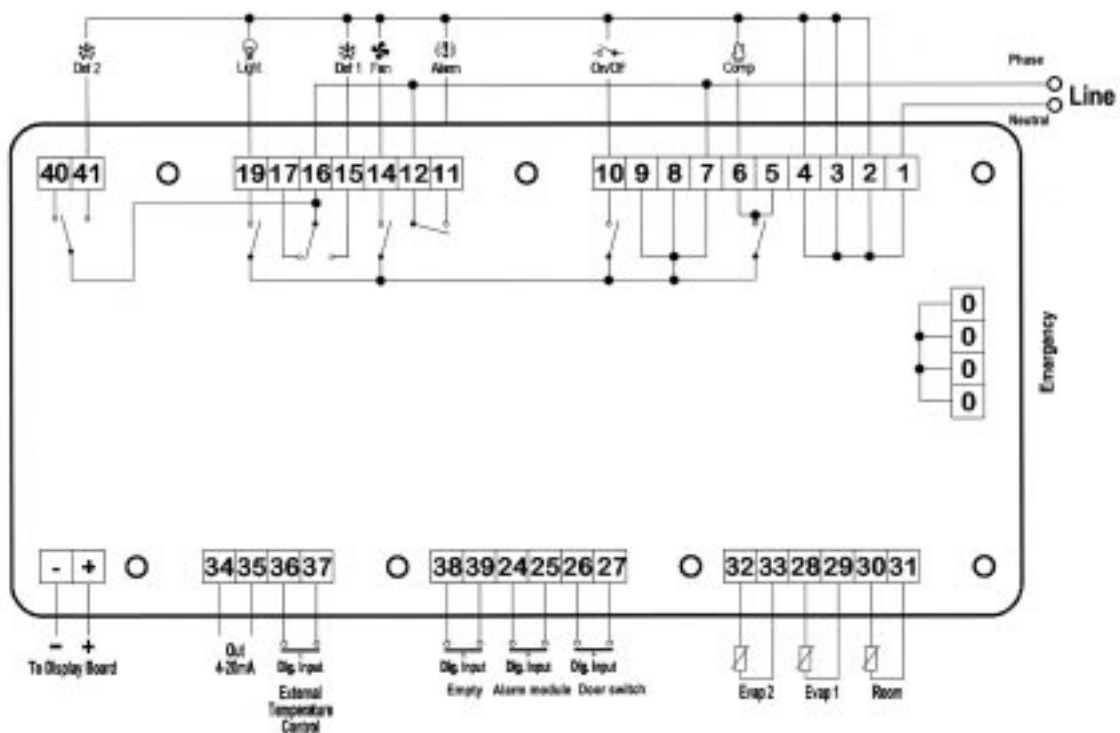 Def 2 Light Def 1 Fan Alarm On/Off Comp
Phase
Line
Neutral
40 41 19 17 16 15 14 12 11 10 9 8 7 6 5 4 3 2 1
0
0
0
0
Emergency
- + 34 35 36 37 38 39 24 25 26 27 32 33 28 29 30 31
- +
To Display Board
Out
4-20mA
Dig. Input
External
Temperature
Control
Dig. Input Dig. Input Dig. Input
Empty Alarm module Door switch
Evap 2 Evap 1 Room